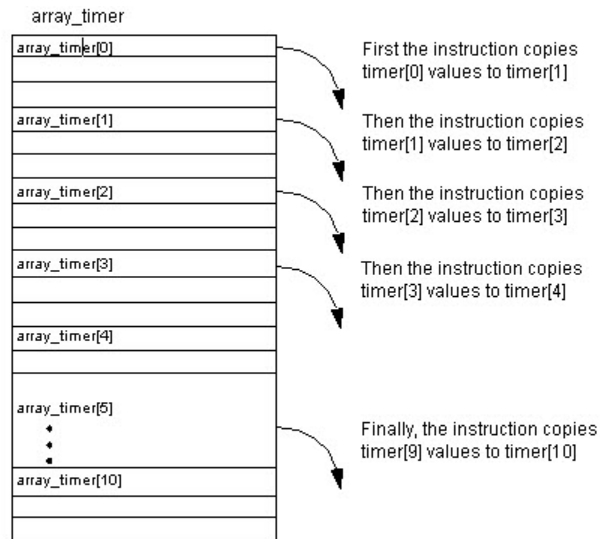 array_timer
array_timer[0]
First the instruction copies
timer[0] values to timer[1]
array_timer[1]
Then the instruction copies
timer[1] values to timer[2]
array_timer[2]
Then the instruction copies
timer[2] values to timer[3]
array_timer[3]
Then the instruction copies
timer[3] values to timer[4]
array_timer[4]
array_timer[5]
Finally, the instruction copies
timer[9] values to timer[10]
array_timer[10]